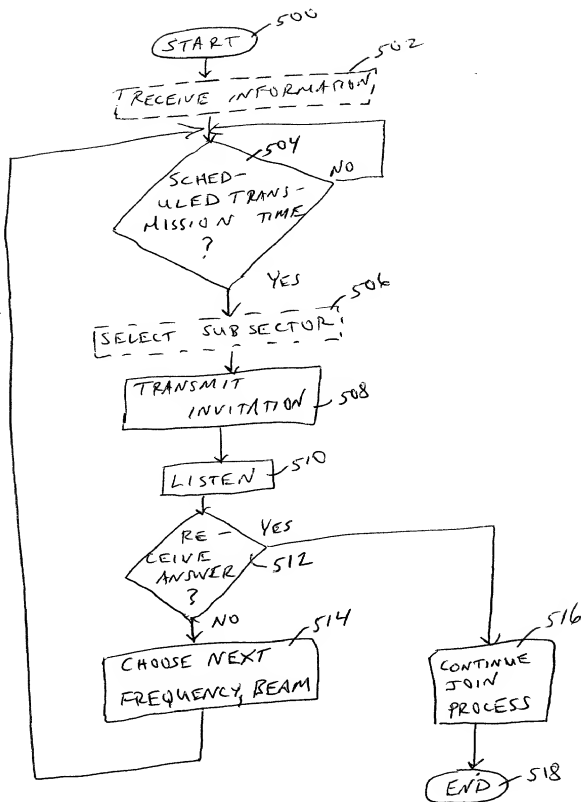 500
START
502
RECEIVE INFORMATION
504
SCHED-
ULED TRANS-
MISSION TIME
?
NO
YES
506
SELECT SUBSECTOR
TRANSMIT
INVITATION
508
LISTEN
510
RE-
CEIVE
ANSWER
?
YES
512
NO
514
CHOOSE NEXT
FREQUENCY, BEAM
516
CONTINUE
JOIN
PROCESS
END
518